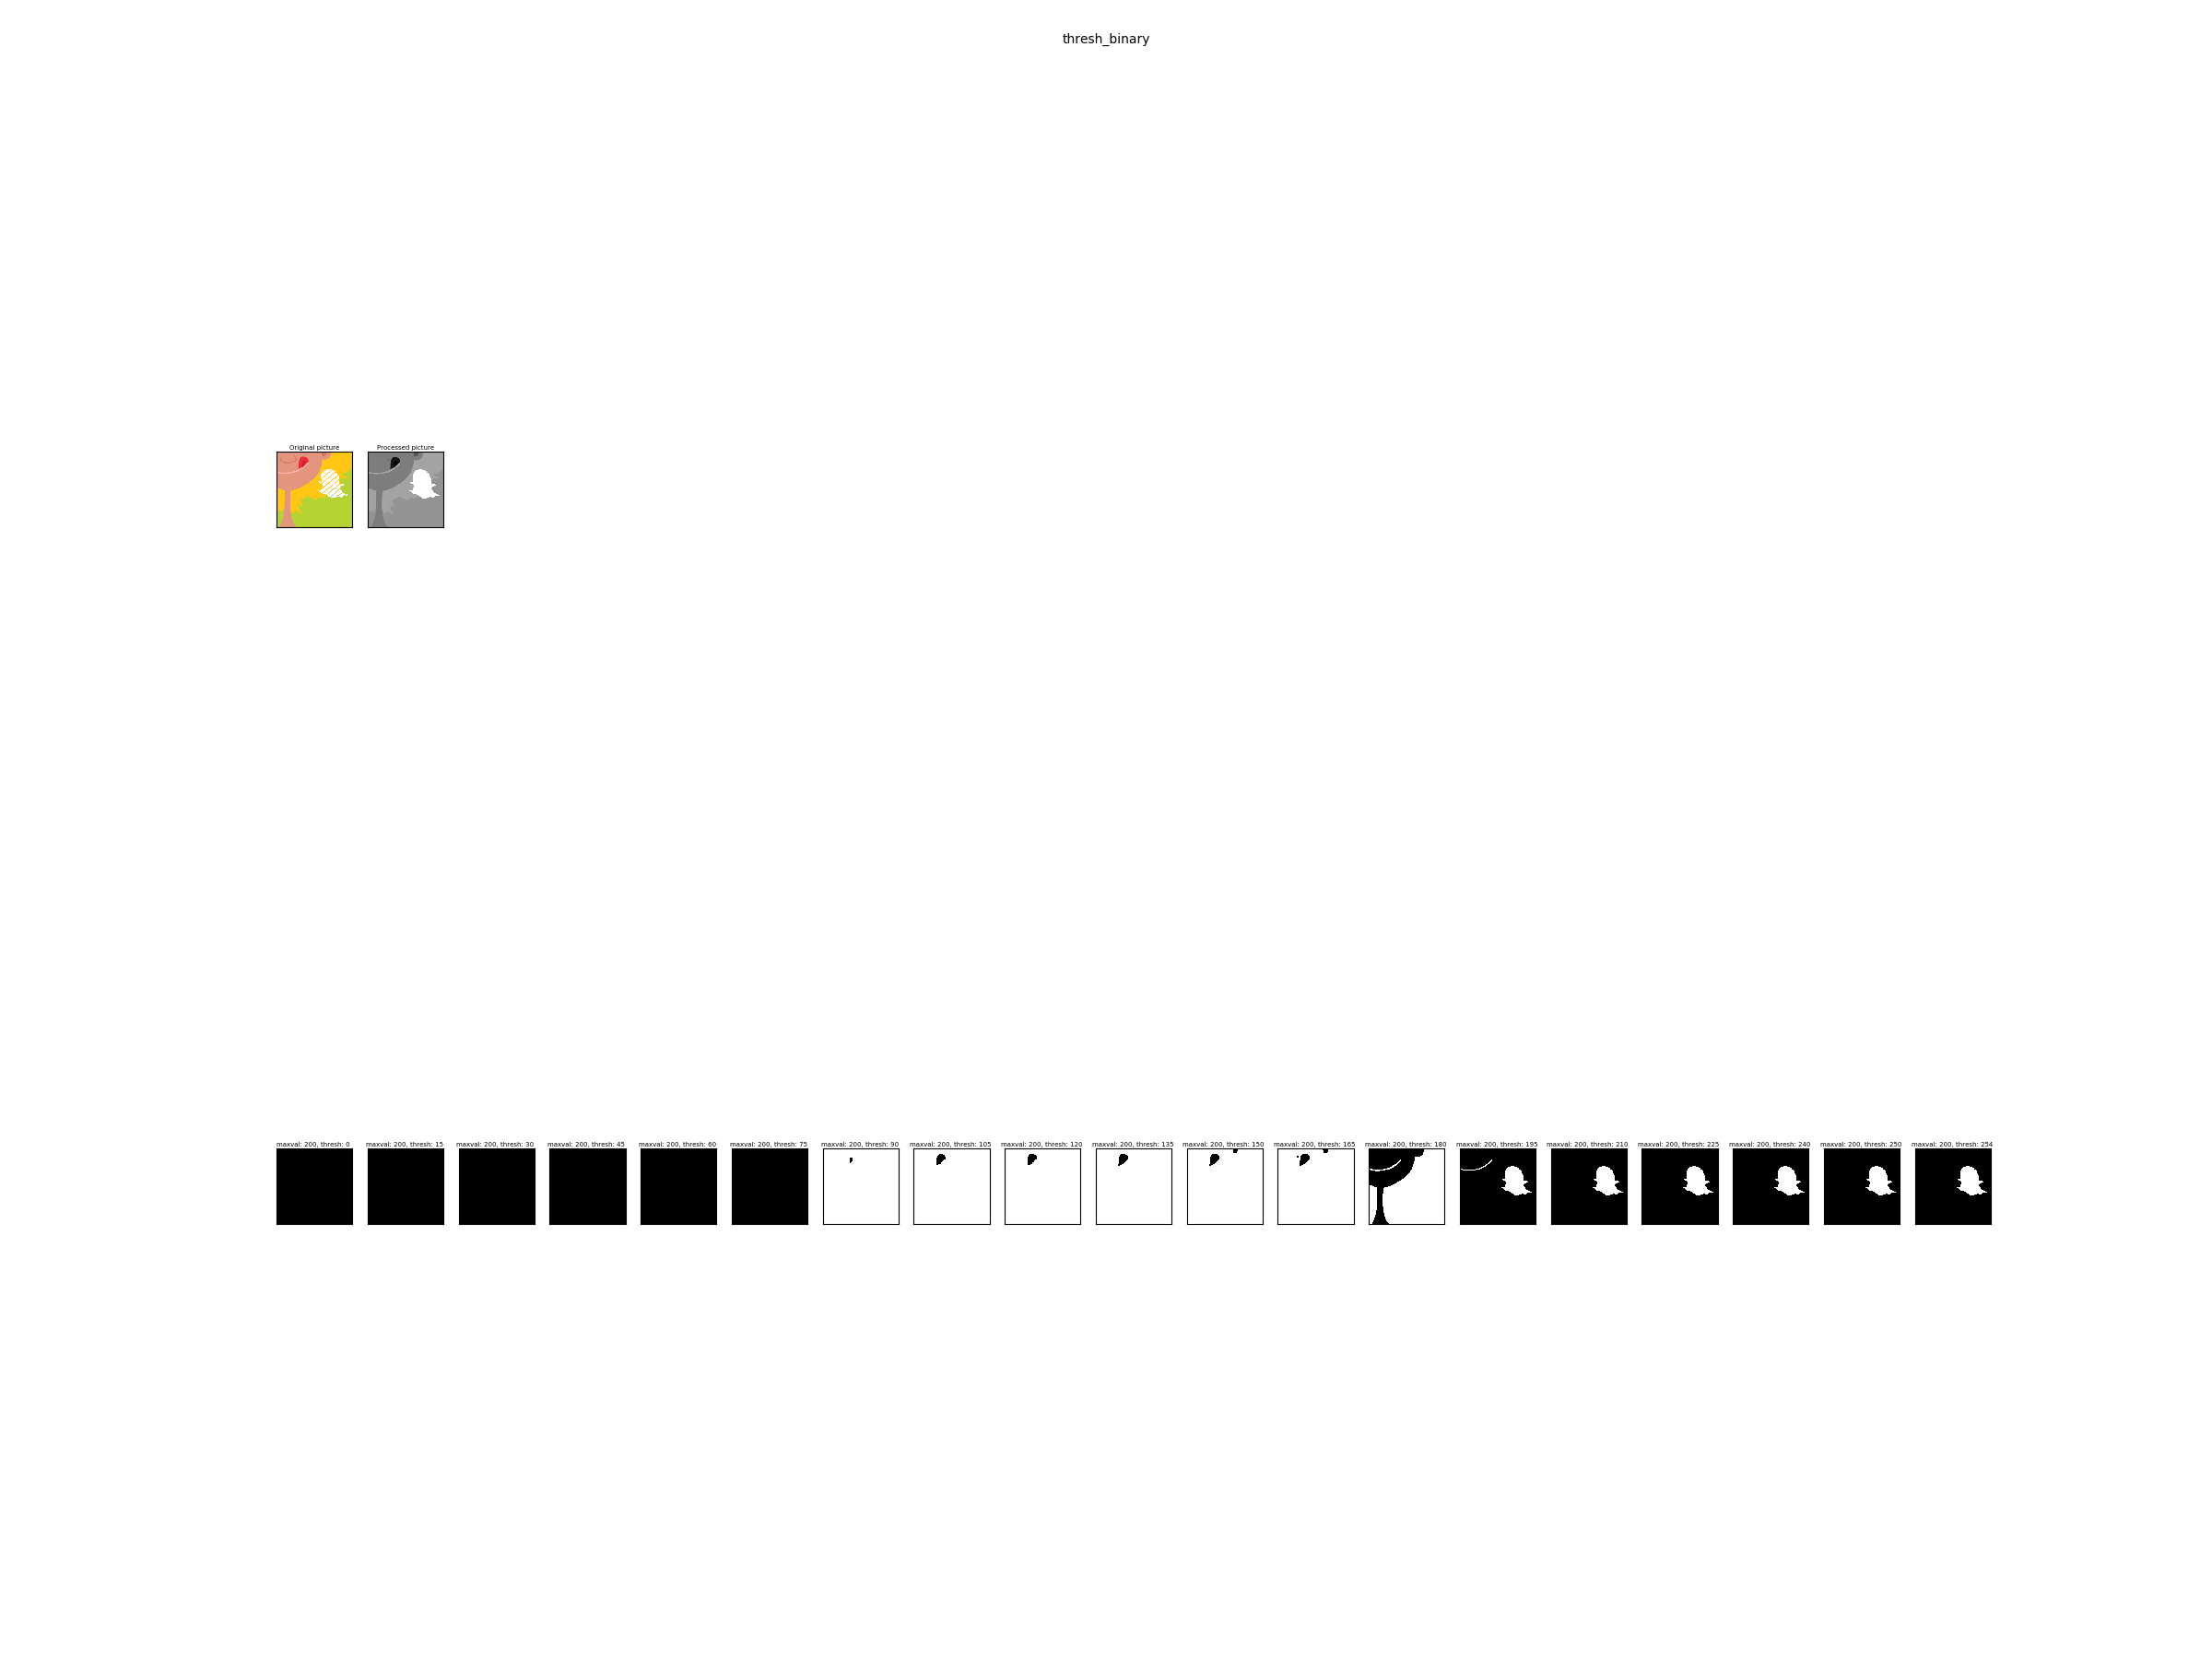 thresh_binary
Original picture
Processed picture
maxval: 200, thresh: 0
maxval: 200, thresh: 15
maxval: 200, thresh: 30
maxval: 200, thresh: 45
maxval: 200, thresh: 60
maxval: 200, thresh: 75
maxval: 200, thresh: 90
maxval: 200, thresh: 105
maxval: 200, thresh: 120
maxval: 200, thresh: 135
maxval: 200, thresh: 150
maxval: 200, thresh: 165
maxval: 200, thresh: 180
maxval: 200, thresh: 195
maxval: 200, thresh: 210
maxval: 200, thresh: 225
maxval: 200, thresh: 240
maxval: 200, thresh: 250
maxval: 200, thresh: 254